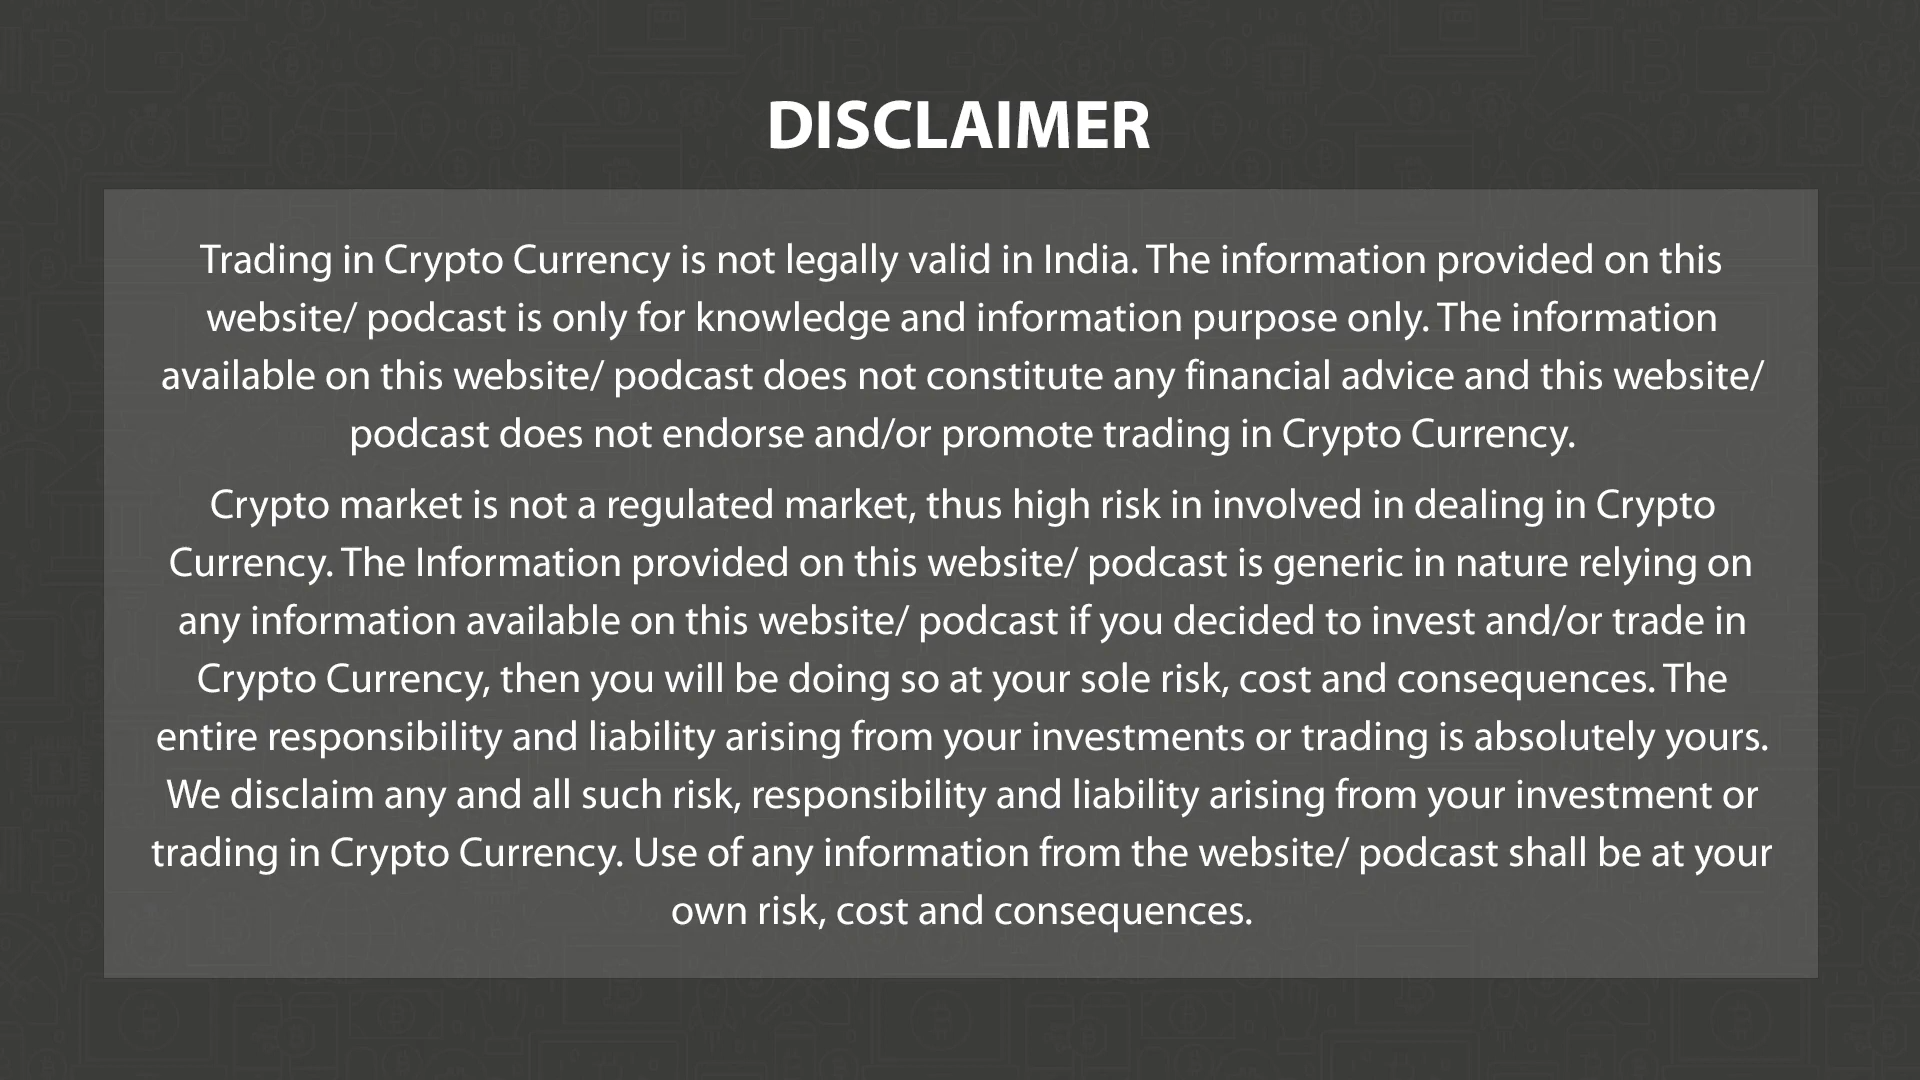 DISCLAIMER
Trading in Crypto Currency is not legally valid in India. The information provided on this
website/ podcast is only for knowledge and information purpose only. The information
available on this website/ podcast does not constitute any financial advice and this website/
podcast does not endorse and/or promote trading in Crypto Currency.
Crypto market is not a regulated market, thus high risk in involved in dealing in Crypto
Currency. The Information provided on this website/ podcast is generic in nature relying on
any information available on this website/ podcast if you decided to invest and/or trade in
Crypto Currency, then you will be doing so at your sole risk, cost and consequences. The
entire responsibility and liability arising from your investments or trading is absolutely yours.
We disclaim any and all such risk, responsibility and liability arising from your investment or
trading in Crypto Currency. Use of any information from the website/ podcast shall be at your
own risk, cost and consequences.